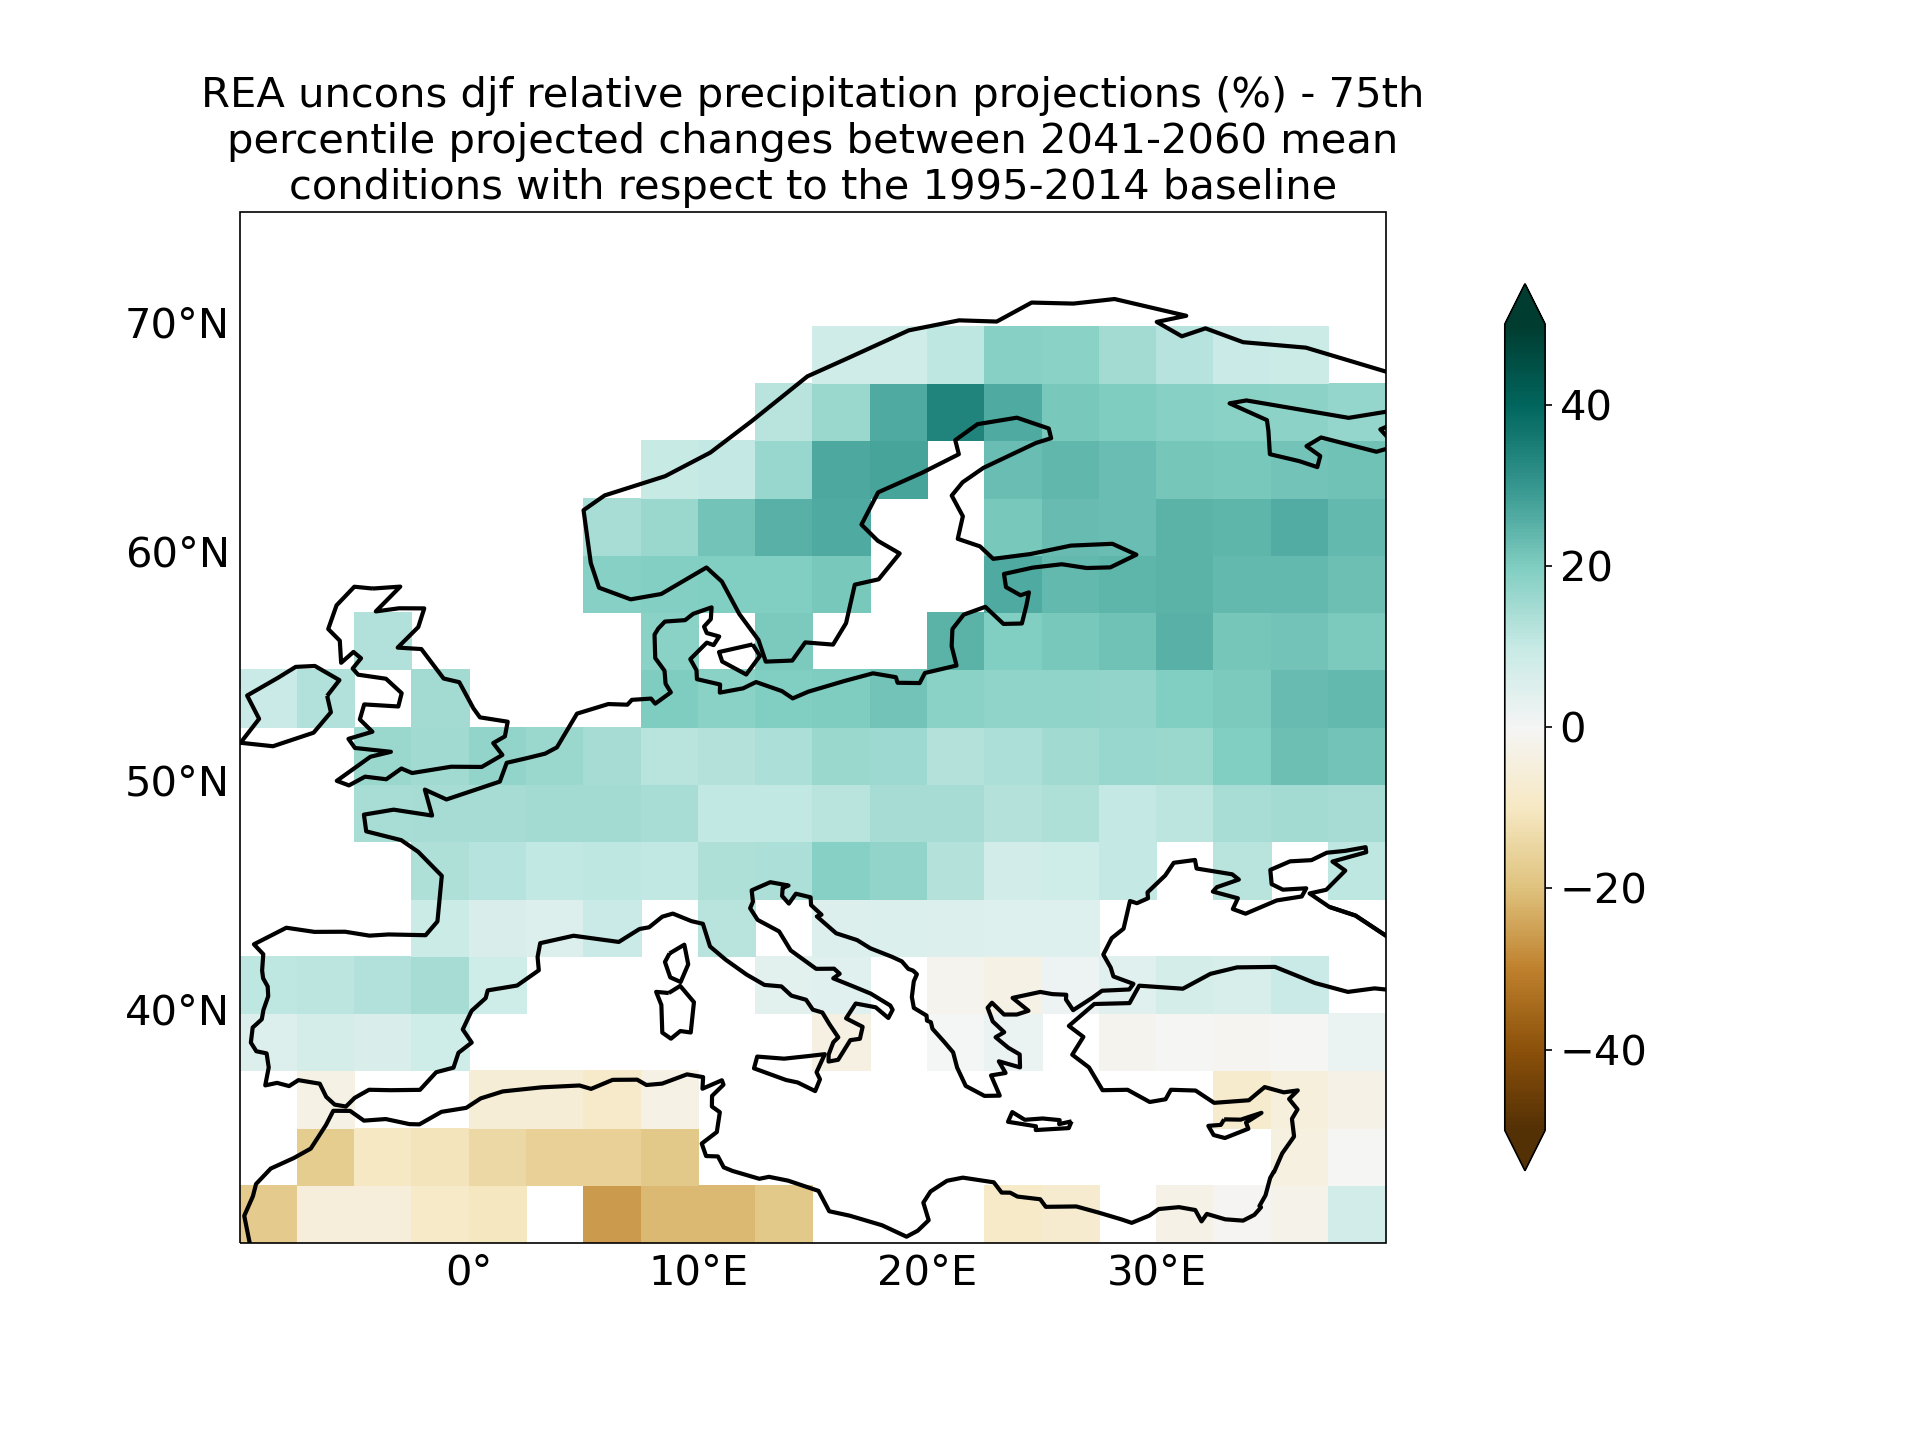 REA uncons djf relative precipitation projections (%) - 75th
percentile projected changes between 2041-2060 mean
conditions with respect to the 1995-2014 baseline
70°N
60°N
50°N
40°N
0°
10°E
20°E
30°E
40
20
0
−20
−40